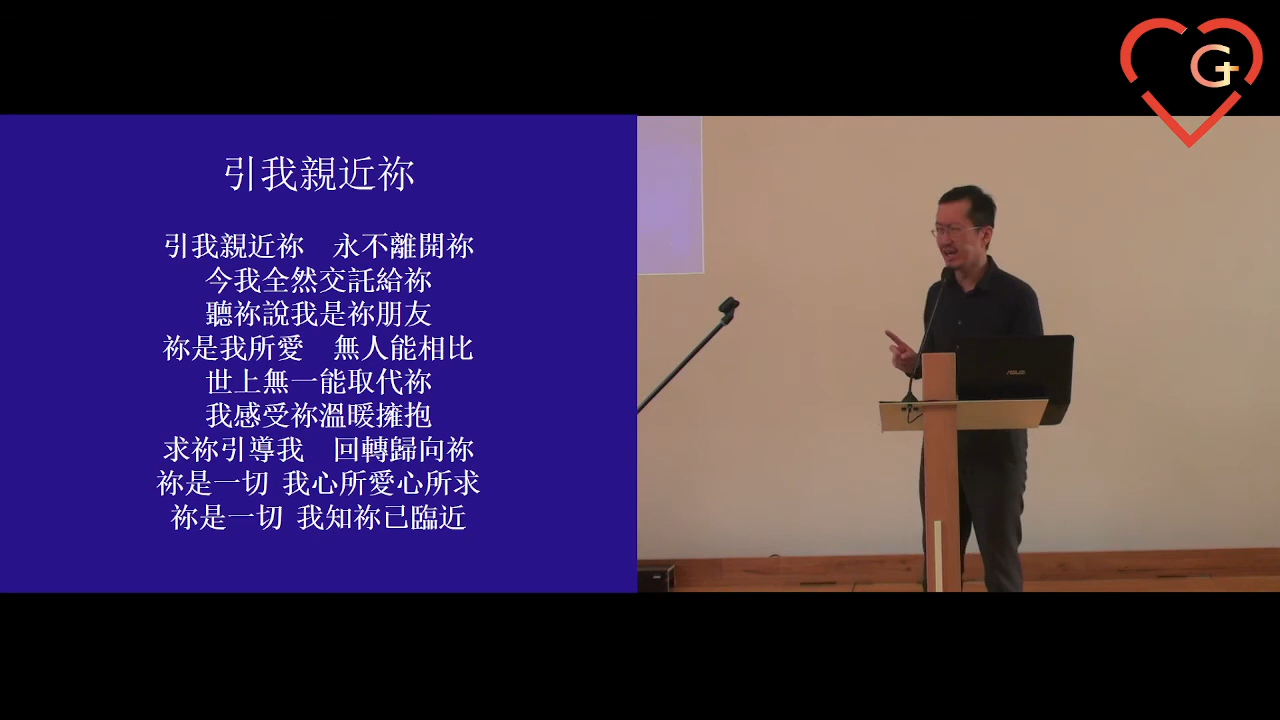 引我親近祢
引我親近祢　永不離開祢
今我全然交託給祢
聽祢說我是祢朋友
祢是我所愛　無人能相比
世上無一能取代祢
我感受祢溫暖擁抱
求祢引導我　回轉歸向祢
祢是一切 我心所愛心所求
祢是一切 我知祢已臨近
G
ASUS